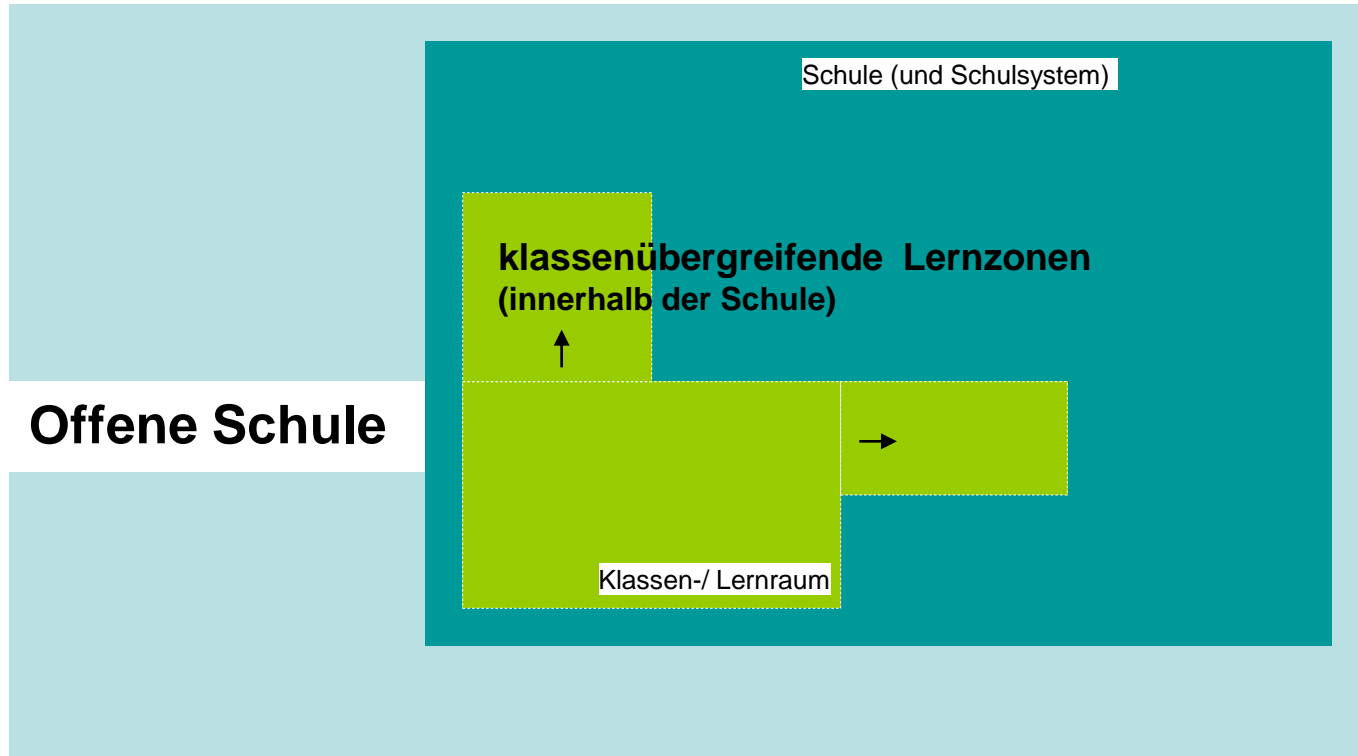 Schule (und Schulsystem)
klassenübergreifende Lernzonen
(innerhalb der Schule)
Offene Schule
Klassen-/ Lernraum